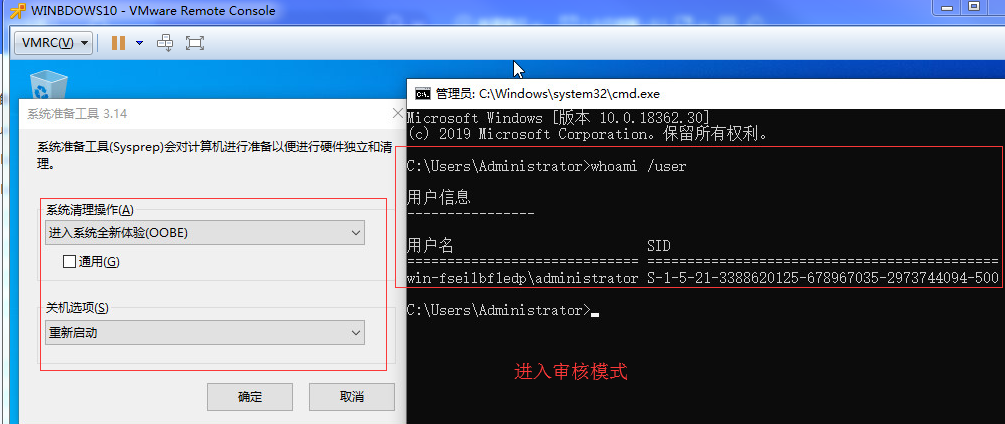 WINBDOWS10 - VMware Remote Console
VMRC(V)
系统准备工具 3.14
系统准备工具(Sysprep)会对计算机进行准备以便进行硬件独立和清
理。
系统清理操作(A)
进入系统全新体验(OOBE)
通用(G)
关机选项(S)
重新启动
确定
取消
管理员: C:\Windows\system32\cmd.exe
Microsoft Windows [版本 10.0.18362.30]
(c) 2019 Microsoft Corporation。保留所有权利。
C:\Users\Administrator>whoami /user
用户信息
----------------
用户名 SID
============================= ============================================
win-fseilbfledp\administrator S-1-5-21-3388620125-678967035-2973744094-500
C:\Users\Administrator>
进入审核模式